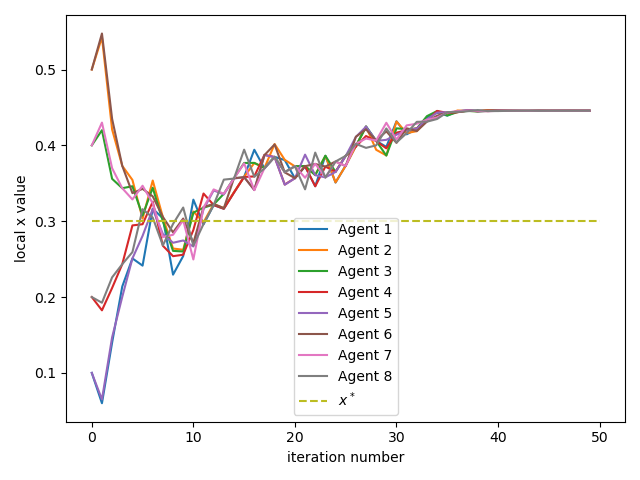 local x value
0.5
0.4
0.3
0.2
0.1
Agent 1
Agent 2
Agent 3
Agent 4
Agent 5
Agent 6
Agent 7
Agent 8
x*
0 10 20 30 40 50
iteration number